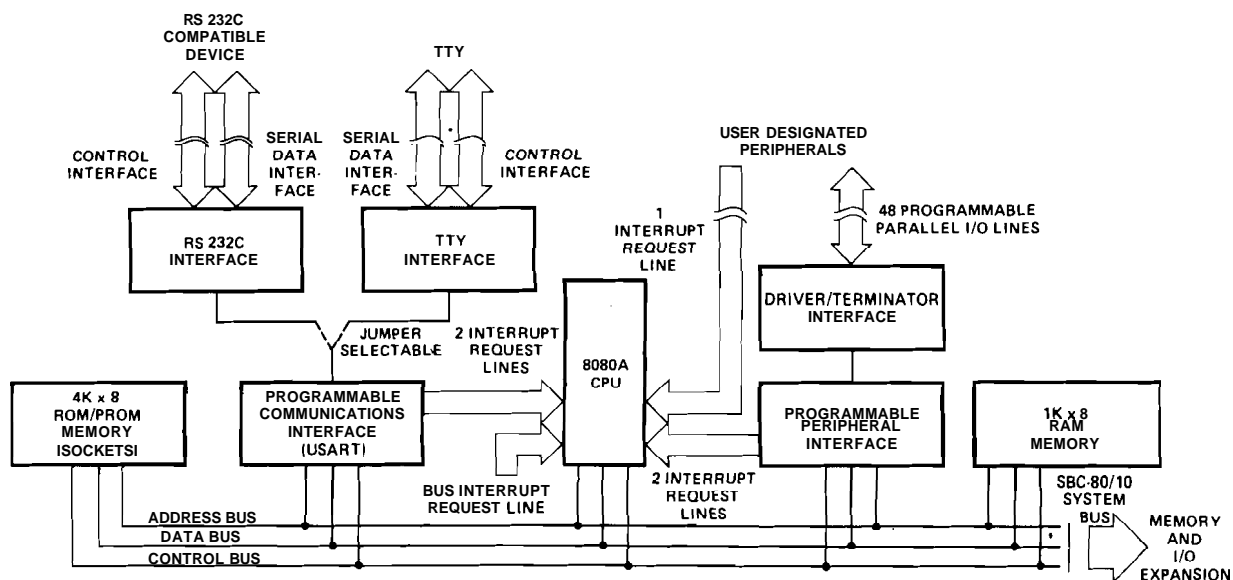 RS 232C
COMPATIBLE
DEVICE
TTY
CONTROL
INTERFACE
SERIAL
DATA
INTER-
FACE
SERIAL
DATA
INTER-
FACE
CONTROL
INTERFACE
USER DESIGNATED
PERIPHERALS
1
INTERRUPT
REQUEST
LINE
48 PROGRAMMABLE
PARALLEL I/O LINES
RS 232C
INTERFACE
TTY
INTERFACE
DRIVER/TERMINATOR
INTERFACE
JUMPER
SELECTABLE
2 INTERRUPT
REQUEST
LINES
8080A
CPU
4K x 8
ROM/PROM
MEMORY
ISOCKETSI
PROGRAMMABLE
COMMUNICATIONS
INTERFACE
(USART)
PROGRAMMABLE
PERIPHERAL
INTERFACE
1K x 8
RAM
MEMORY
BUS INTERRUPT
REQUEST LINE
2 INTERRUPT
REQUEST
LINES
SBC-80/10
SYSTEM
BUS
ADDRESS BUS
DATA BUS
CONTROL BUS
MEMORY
AND
I/O
EXPANSION